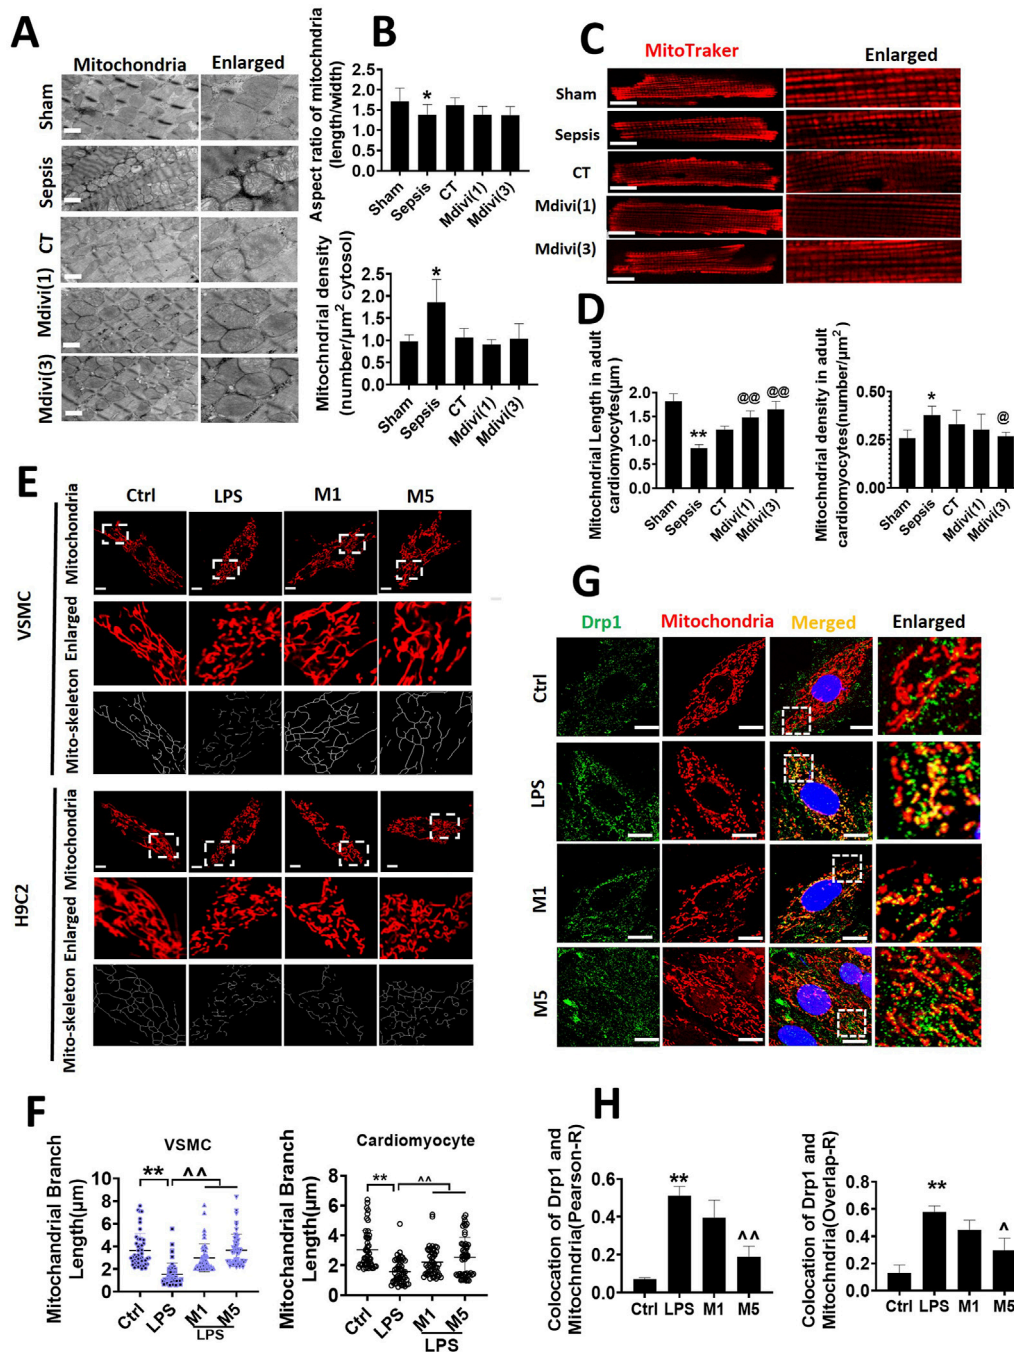 A
Mitochondria Enlarged
Sham
Sepsis
CT
Mdivi(1)
Mdivi(3)
B
Aspect ratio of mitochndria
(length/width)
2.5
2.0
1.5
1.0
0.5
0.0
*
Sham
Sepsis
CT
Mdivi(1)
Mdivi(3)
Mitochndrial density
(number/µm² cytosol)
2.5
2.0
1.5
1.0
0.5
0.0
*
Sham
Sepsis
CT
Mdivi(1)
Mdivi(3)
C
MitoTraker Enlarged
Sham
Sepsis
CT
Mdivi(1)
Mdivi(3)
D
Mitochndrial Length in adult
cardiomyocytes(µm)
2.0
1.5
1.0
0.5
0.0
**
@@
@@
Sham
Sepsis
CT
Mdivi(1)
Mdivi(3)
Mitochndrial density in adult
cardiomyocytes(number/µm²)
0.50
0.25
0.00
*
@
Sham
Sepsis
CT
Mdivi(1)
Mdivi(3)
E
Ctrl LPS M1 M5
VSMC
Mitochondria
Enlarged
Mito-skeleton
H9C2
Mitochondria
Enlarged
Mito-skeleton
F
VSMC
Mitochandrial Branch
Length(µm)
10
8
6
4
2
0
** ^^
Ctrl
LPS
M1
M5
LPS
Cardiomyocyte
Mitochandrial Branch
Length(µm)
8
6
4
2
0
** ^^
Ctrl
LPS
M1
M5
LPS
G
Drp1 Mitochondria Merged Enlarged
Ctrl
LPS
M1
M5
H
Colocation of Drp1 and
Mitochndria(Pearson-R)
0.6
0.4
0.2
0.0
**
^^
Ctrl LPS M1 M5
Colocation of Drp1 and
Mitochndria(Overlap-R)
0.8
0.6
0.4
0.2
0.0
**
^
Ctrl LPS M1 M5